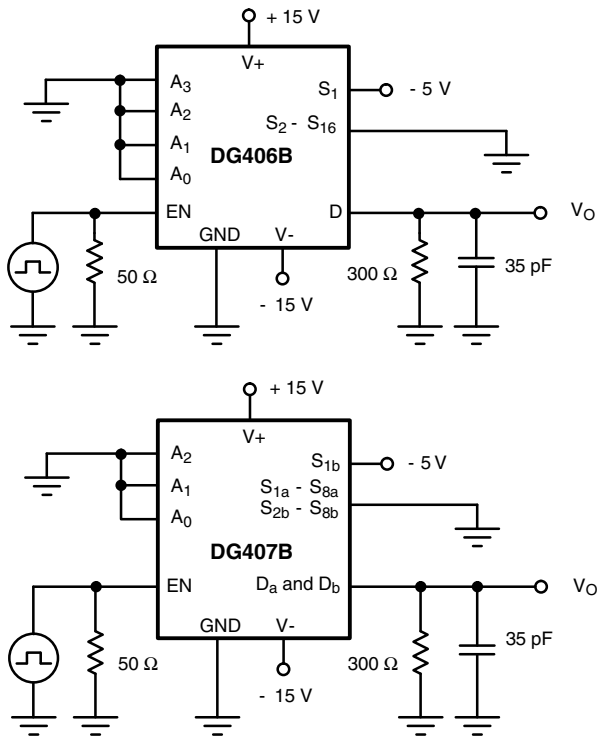 + 15 V
V+
A3
S1
- 5 V
A2
S2 - S16
A1
DG406B
A0
EN
D
VO
GND
V-
50 Ω
300 Ω
35 pF
- 15 V
+ 15 V
V+
A2
S1b
- 5 V
A1
S1a - S8a
S2b - S8b
A0
DG407B
EN
Da and Db
VO
GND
V-
50 Ω
300 Ω
35 pF
- 15 V